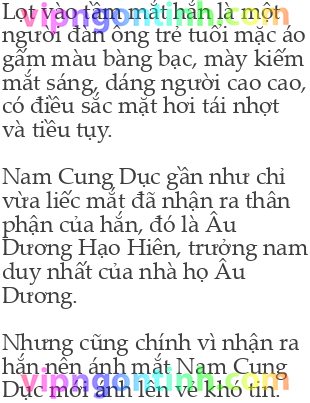 Lọt vào tầm mắt hắn là một
người đàn ông trẻ tuổi mặc áo
gấm màu bàng bạc, mày kiếm
mắt sáng, dáng người cao cao,
có điều sắc mặt hơi tái nhợt
và tiều tụy.
Nam Cung Dục gần như chỉ
vừa liếc mắt đã nhận ra thân
phận của hắn, đó là Âu
Dương Hạo Hiên, trưởng nam
duy nhất của nhà họ Âu
Dương.
Nhưng cũng chính vì nhận ra
hắn nên ánh mắt Nam Cung
Dục mới ánh lên vẻ khó tin.
vipngontinh.com
vipngontinh.com